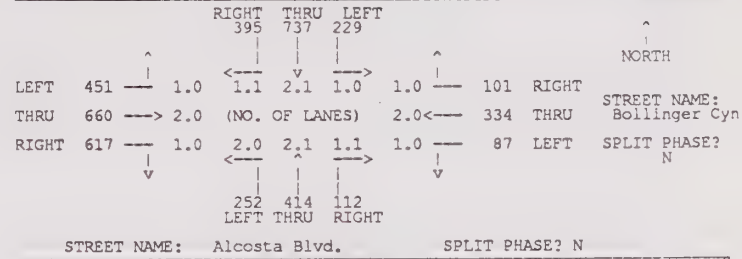 RIGHT THRU LEFT
395 737 229
NORTH
<--- v --->
LEFT 451 --- 1.0 1.1 2.1 1.0 1.0 --- 101 RIGHT
STREET NAME:
THRU 660 ---> 2.0 (NO. OF LANES) 2.0<--- 334 THRU Bollinger Cyn
RIGHT 617 --- 1.0 2.0 2.1 1.1 1.0 --- 87 LEFT SPLIT PHASE?
<--- ^ ---> N
252 414 112
LEFT THRU RIGHT
STREET NAME: Alcosta Blvd. SPLIT PHASE? N